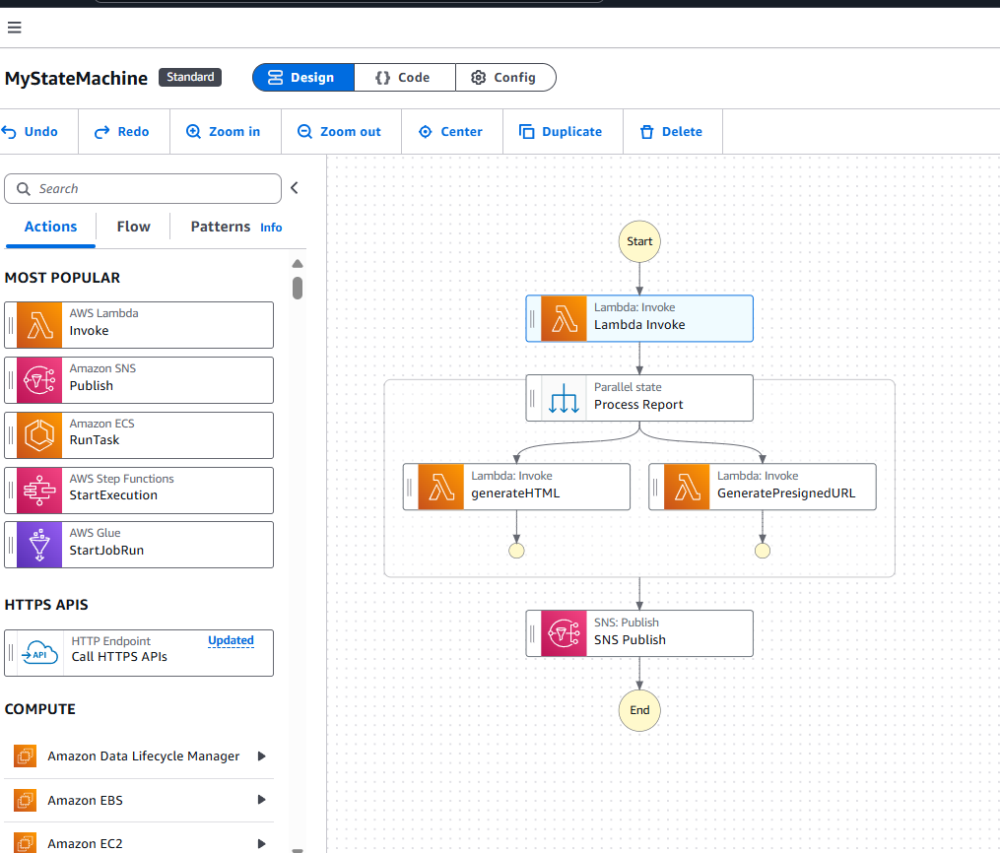 MyStateMachine Standard Design Code Config
Undo Redo Zoom in Zoom out Center Duplicate Delete
Search
Actions Flow Patterns Info
MOST POPULAR
AWS Lambda
Invoke
Amazon SNS
Publish
Amazon ECS
RunTask
AWS Step Functions
StartExecution
AWS Glue
StartJobRun
HTTPS APIS
API
HTTP Endpoint
Call HTTPS APIs
Updated
COMPUTE
Amazon Data Lifecycle Manager
Amazon EBS
Amazon EC2
Start
Lambda: Invoke
Lambda Invoke
Parallel state
Process Report
Lambda: Invoke
generateHTML
Lambda: Invoke
GeneratePresignedURL
SNS: Publish
SNS Publish
End